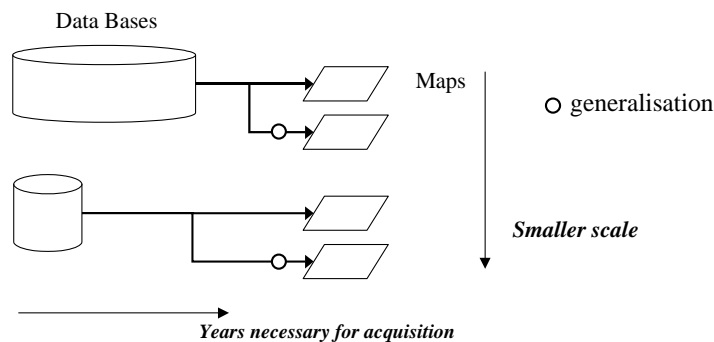 Data Bases
Maps
generalisation
Smaller scale
Years necessary for acquisition